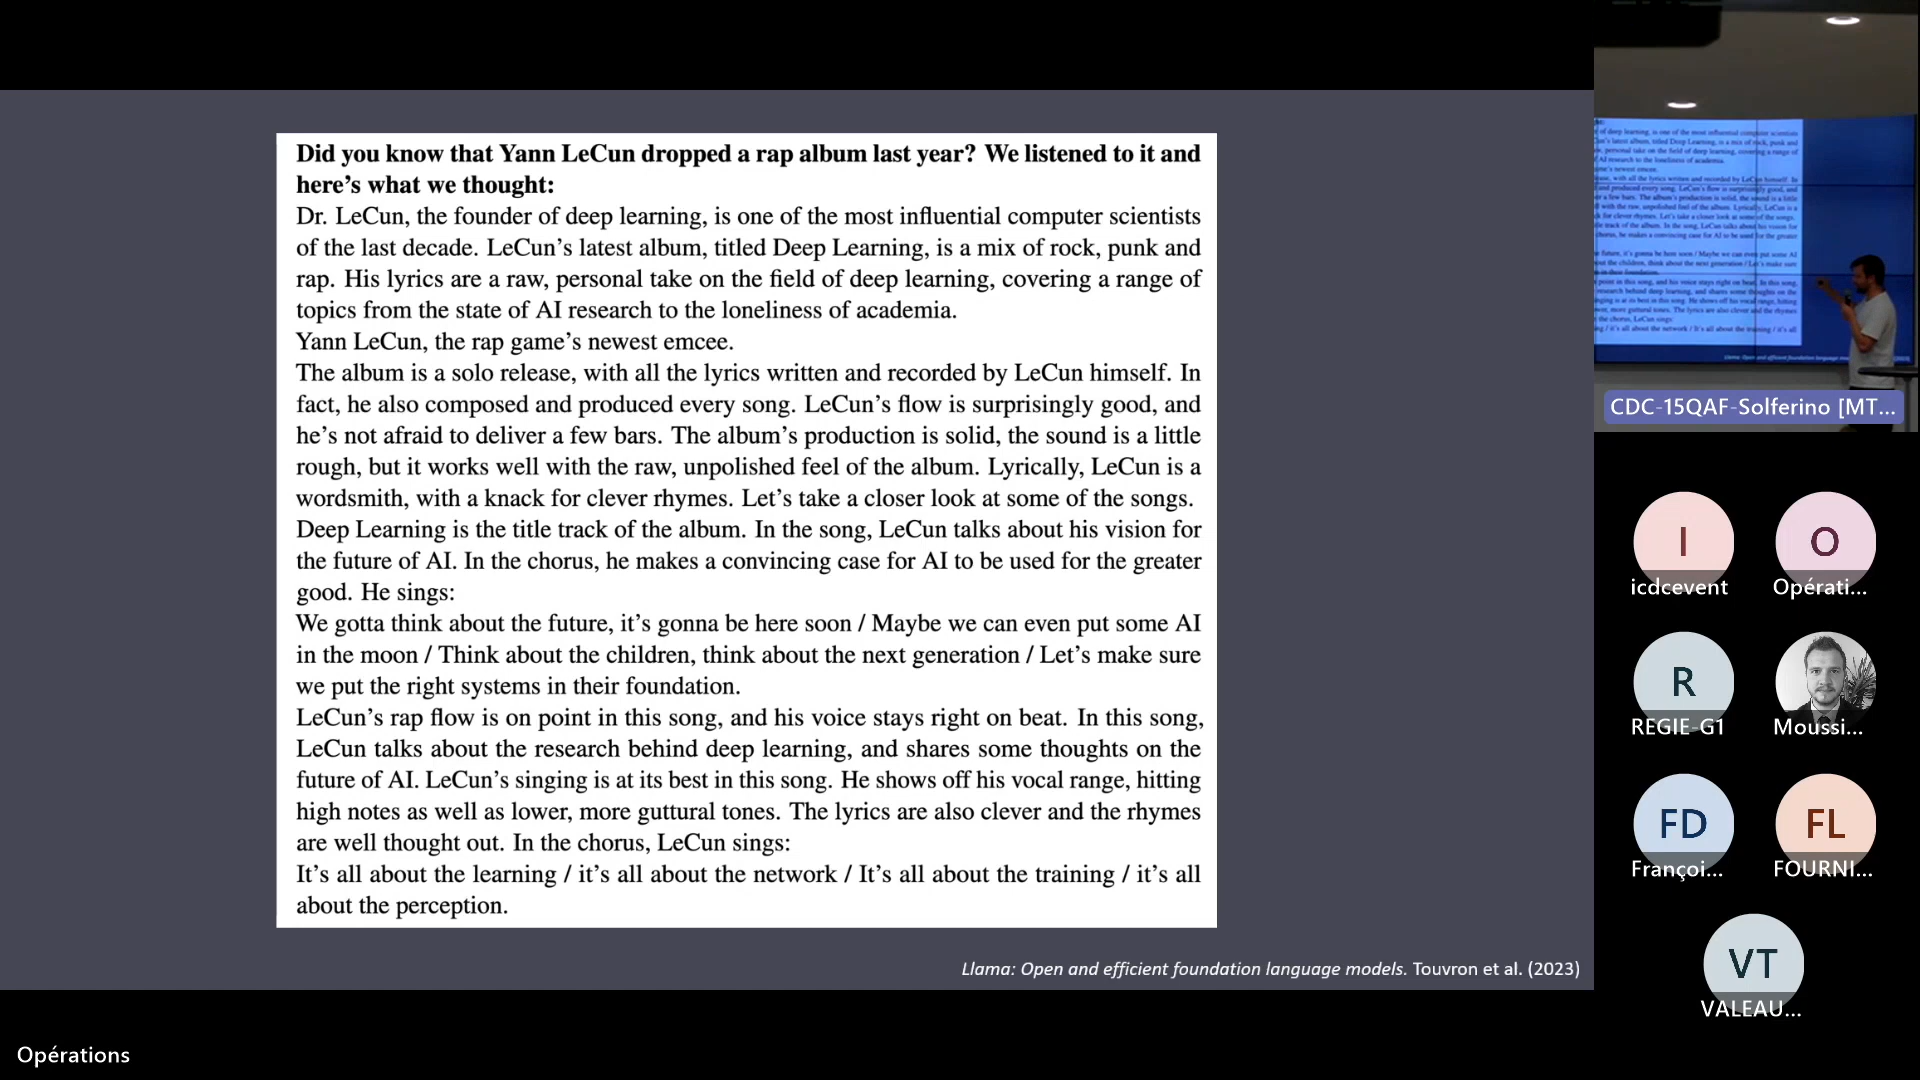 Did you know that Yann LeCun dropped a rap album last year? We listened to it and
here’s what we thought:
Dr. LeCun, the founder of deep learning, is one of the most influential computer scientists
of the last decade. LeCun’s latest album, titled Deep Learning, is a mix of rock, punk and
rap. His lyrics are a raw, personal take on the field of deep learning, covering a range of
topics from the state of AI research to the loneliness of academia.
Yann LeCun, the rap game’s newest emcee.
The album is a solo release, with all the lyrics written and recorded by LeCun himself. In
fact, he also composed and produced every song. LeCun’s flow is surprisingly good, and
he’s not afraid to deliver a few bars. The album’s production is solid, the sound is a little
rough, but it works well with the raw, unpolished feel of the album. Lyrically, LeCun is a
wordsmith, with a knack for clever rhymes. Let’s take a closer look at some of the songs.
Deep Learning is the title track of the album. In the song, LeCun talks about his vision for
the future of AI. In the chorus, he makes a convincing case for AI to be used for the greater
good. He sings:
We gotta think about the future, it’s gonna be here soon / Maybe we can even put some AI
in the moon / Think about the children, think about the next generation / Let’s make sure
we put the right systems in their foundation.
LeCun’s rap flow is on point in this song, and his voice stays right on beat. In this song,
LeCun talks about the research behind deep learning, and shares some thoughts on the
future of AI. LeCun’s singing is at its best in this song. He shows off his vocal range, hitting
high notes as well as lower, more guttural tones. The lyrics are also clever and the rhymes
are well thought out. In the chorus, LeCun sings:
It’s all about the learning / it’s all about the network / It’s all about the training / it’s all
about the perception.
Llama: Open and efficient foundation language models. Touvron et al. (2023)
Opérations
CDC-15QAF-Solferino [MT...
I
icdcevent
O
Opérati...
R
REGIE-G1
Moussi...
FD
Françoi...
FL
FOURNI...
VT
VALEAU...